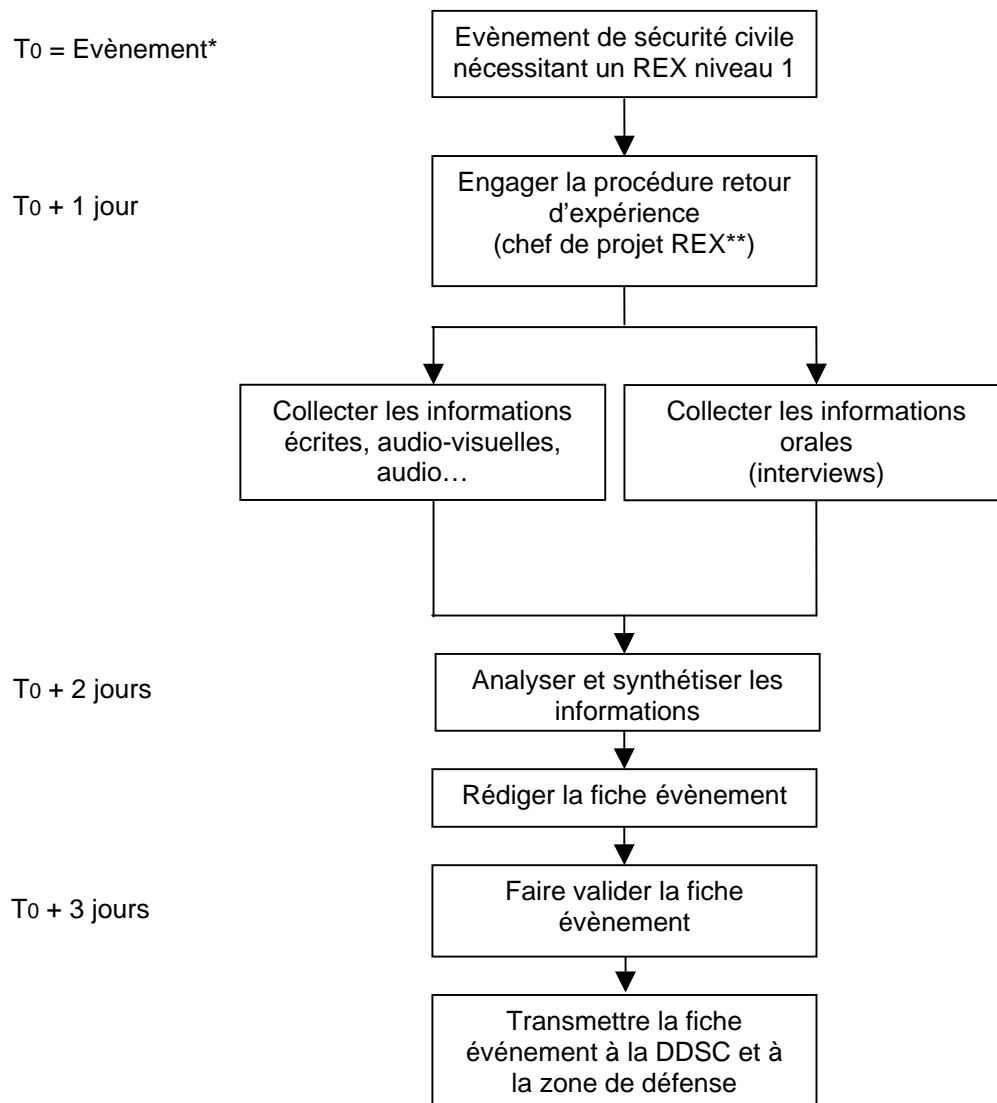 T0 = Evènement*
Evènement de sécurité civile
nécessitant un REX niveau 1
T0 + 1 jour
Engager la procédure retour
d'expérience
(chef de projet REX**)
Collecter les informations
écrites, audio-visuelles,
audio…
Collecter les informations
orales
(interviews)
T0 + 2 jours
Analyser et synthétiser les
informations
Rédiger la fiche évènement
T0 + 3 jours
Faire valider la fiche
évènement
Transmettre la fiche
événement à la DDSC et à
la zone de défense